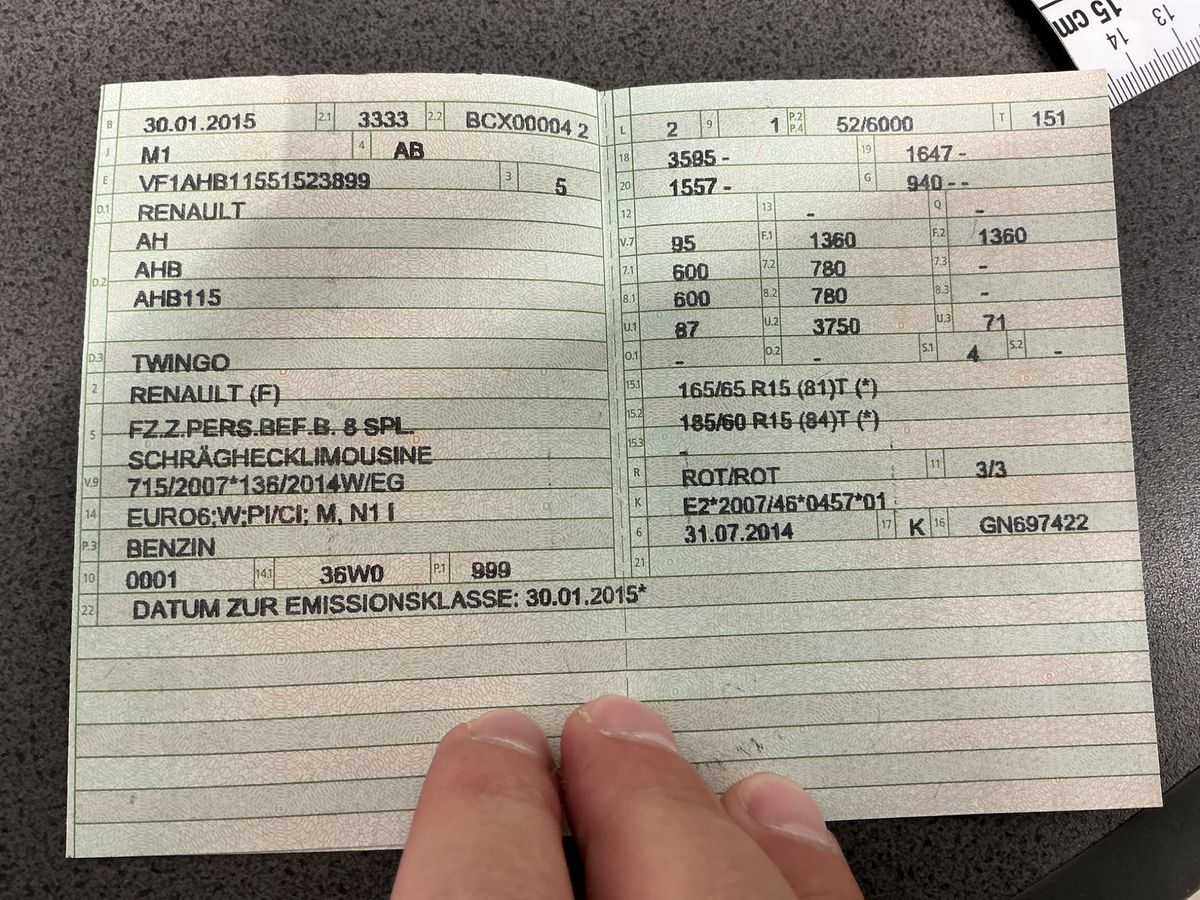 B 30.01.2015 2.1 3333 2.2 BCX00004 2
J M1 4 AB
E VF1AHB11551523899 3 5
D.1 RENAULT
AH
D.2 AHB
AHB115
D.3 TWINGO
2 RENAULT (F)
5 FZ.Z.PERS.BEF.B. 8 SPL.
SCHRÄGHECKLIMOUSINE
V.9 715/2007*136/2014W/EG
14 EURO6;W;PI/CI; M, N1 I
P.3 BENZIN
10 0001 14.1 36W0 P.1 999
22 DATUM ZUR EMISSIONSKLASSE: 30.01.2015*
L 2 9 1 P.2 P.4 52/6000 T 151
18 3595 - 19 1647 -
20 1557 - G 940 - -
12 13 - Q -
V.7 95 F.1 1360 F.2 1360
7.1 600 7.2 780 7.3 -
8.1 600 8.2 780 8.3 -
U.1 87 U.2 3750 U.3 71
O.1 - O.2 - S.1 4 S.2 -
15.1 165/65 R15 (81)T (*)
15.2 185/60 R15 (84)T (*)
15.3 -
R ROT/ROT 11 3/3
K E2*2007/46*0457*01
6 31.07.2014 17 K 16 GN697422
21
15 cm
14
13